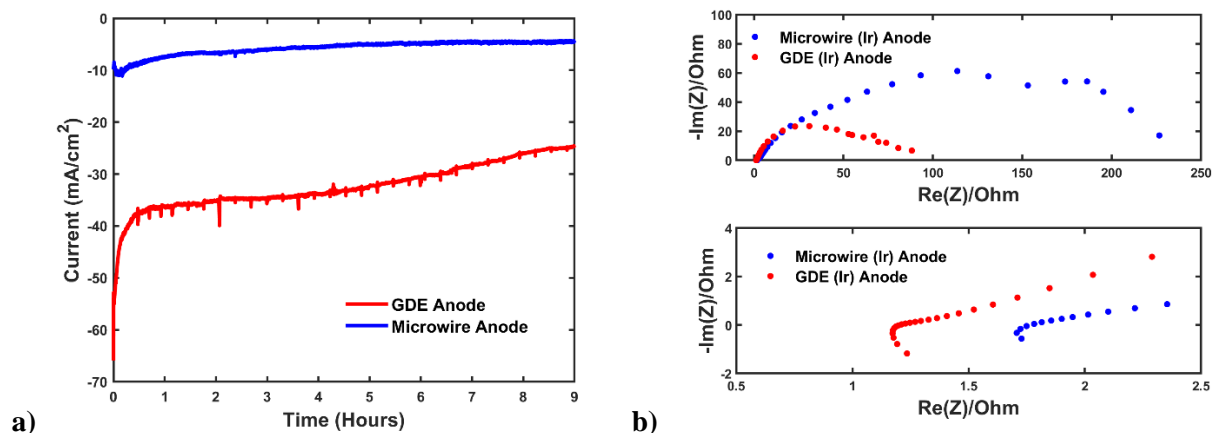 0
-10
-20
-30
-40
-50
-60
-70
Current (mA/cm²)
GDE Anode
Microwire Anode
0 1 2 3 4 5 6 7 8 9
Time (Hours)
a)
100
80
60
40
20
0
-Im(Z)/Ohm
Microwire (Ir) Anode
GDE (Ir) Anode
0 50 100 150 200 250
Re(Z)/Ohm
4
2
0
-2
-Im(Z)/Ohm
Microwire (Ir) Anode
GDE (Ir) Anode
0.5 1 1.5 2 2.5
Re(Z)/Ohm
b)